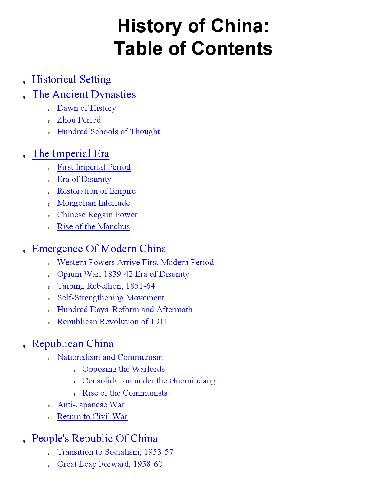 History of China:
Table of Contents
Historical Setting
The Ancient Dynasties
Dawn of History
Zhou Period
Hundred Schools of Thought
The Imperial Era
First Imperial Period
Era of Disunity
Restoration of Empire
Mongolian Interlude
Chinese Regain Power
Rise of the Manchus
Emergence Of Modern China
Western Powers Arrive First Modern Period
Opium War, 1839-42 Era of Disunity
Taiping Rebellion, 1851-64
Self-Strengthening Movement
Hundred Days' Reform and Aftermath
Republican Revolution of 1911
Republican China
Nationalism and Communism
Opposing the Warlords
Consolidation under the Guomindang
Rise of the Communists
Anti-Japanese War
Return to Civil War
People's Republic Of China
Transition to Socialism, 1953-57
Great Leap Forward, 1958-60